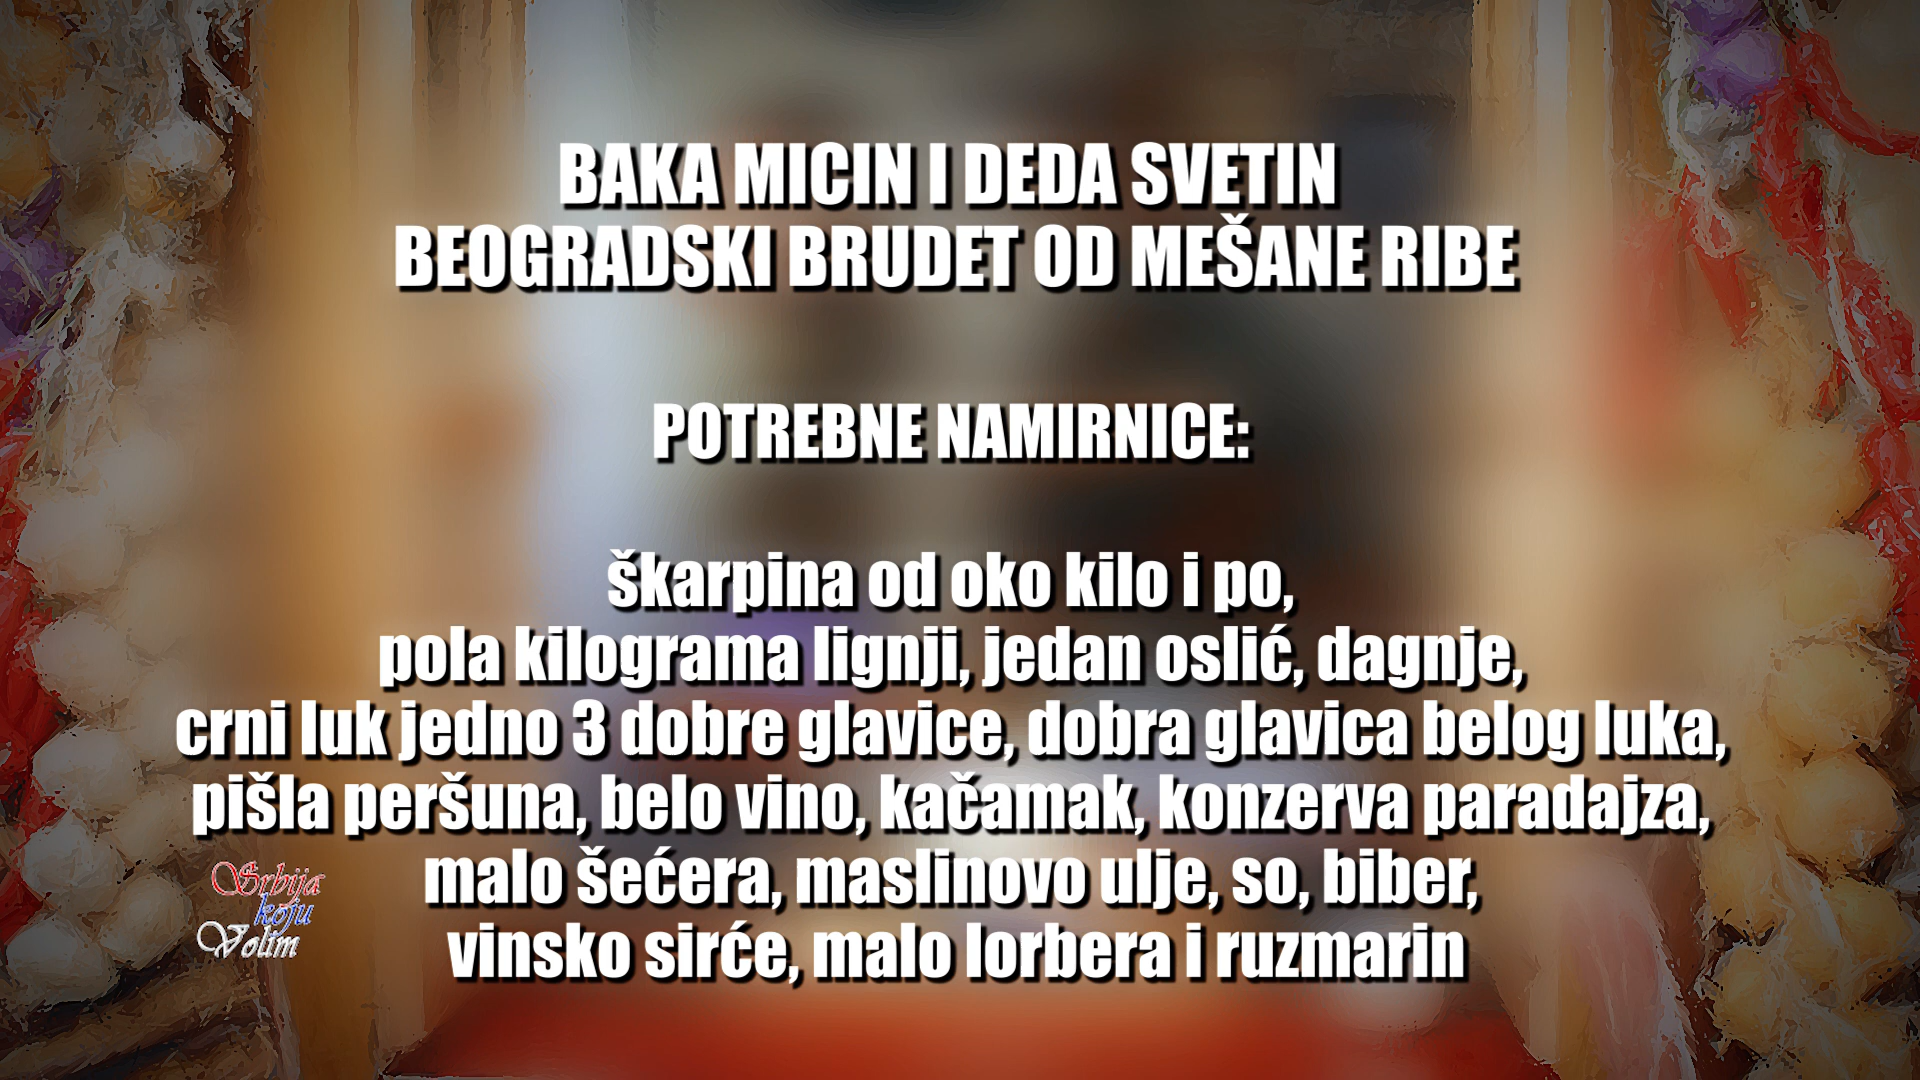 BAKA MICIN I DEDA SVETIN
BEOGRADSKI BRUDET OD MEŠANE RIBE
POTREBNE NAMIRNICE:
škarpina od oko kilo i po,
pola kilograma lignji, jedan oslić, dagnje,
crni luk jedno 3 dobre glavice, dobra glavica belog luka,
pišla peršuna, belo vino, kačamak, konzerva paradajza,
malo šećera, maslinovo ulje, so, biber,
vinsko sirće, malo lorbera i ruzmarin
Srbija
koju
Volim